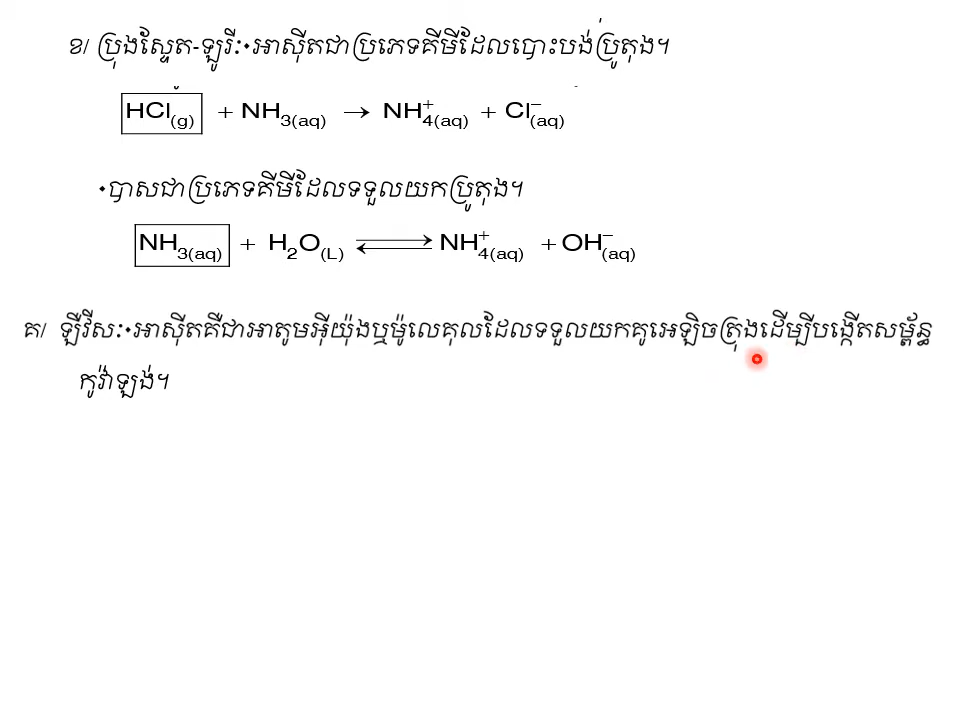 ខ/ ប្រុងស្ទែត-ឡូរី៖•អាស៊ីតជាប្រភេទគីមីដែលបោះបង់ប្រូតុង។
HCl(g) + NH3(aq) → NH4+(aq) + Cl−(aq)
•បាសជាប្រភេទគីមីដែលទទួលយកប្រូតុង។
NH3(aq) + H2O(L) ⇌ NH4+(aq) + OH−(aq)
គ/ ឡឺវីស៖•អាស៊ីតគឺជាអាតូមអ៊ីយ៉ុងឬម៉ូលេគុលដែលទទួលយកគូអេឡិចត្រុងដើម្បីបង្កើតសម្ព័ន្ធ
កូវ៉ាឡង់។